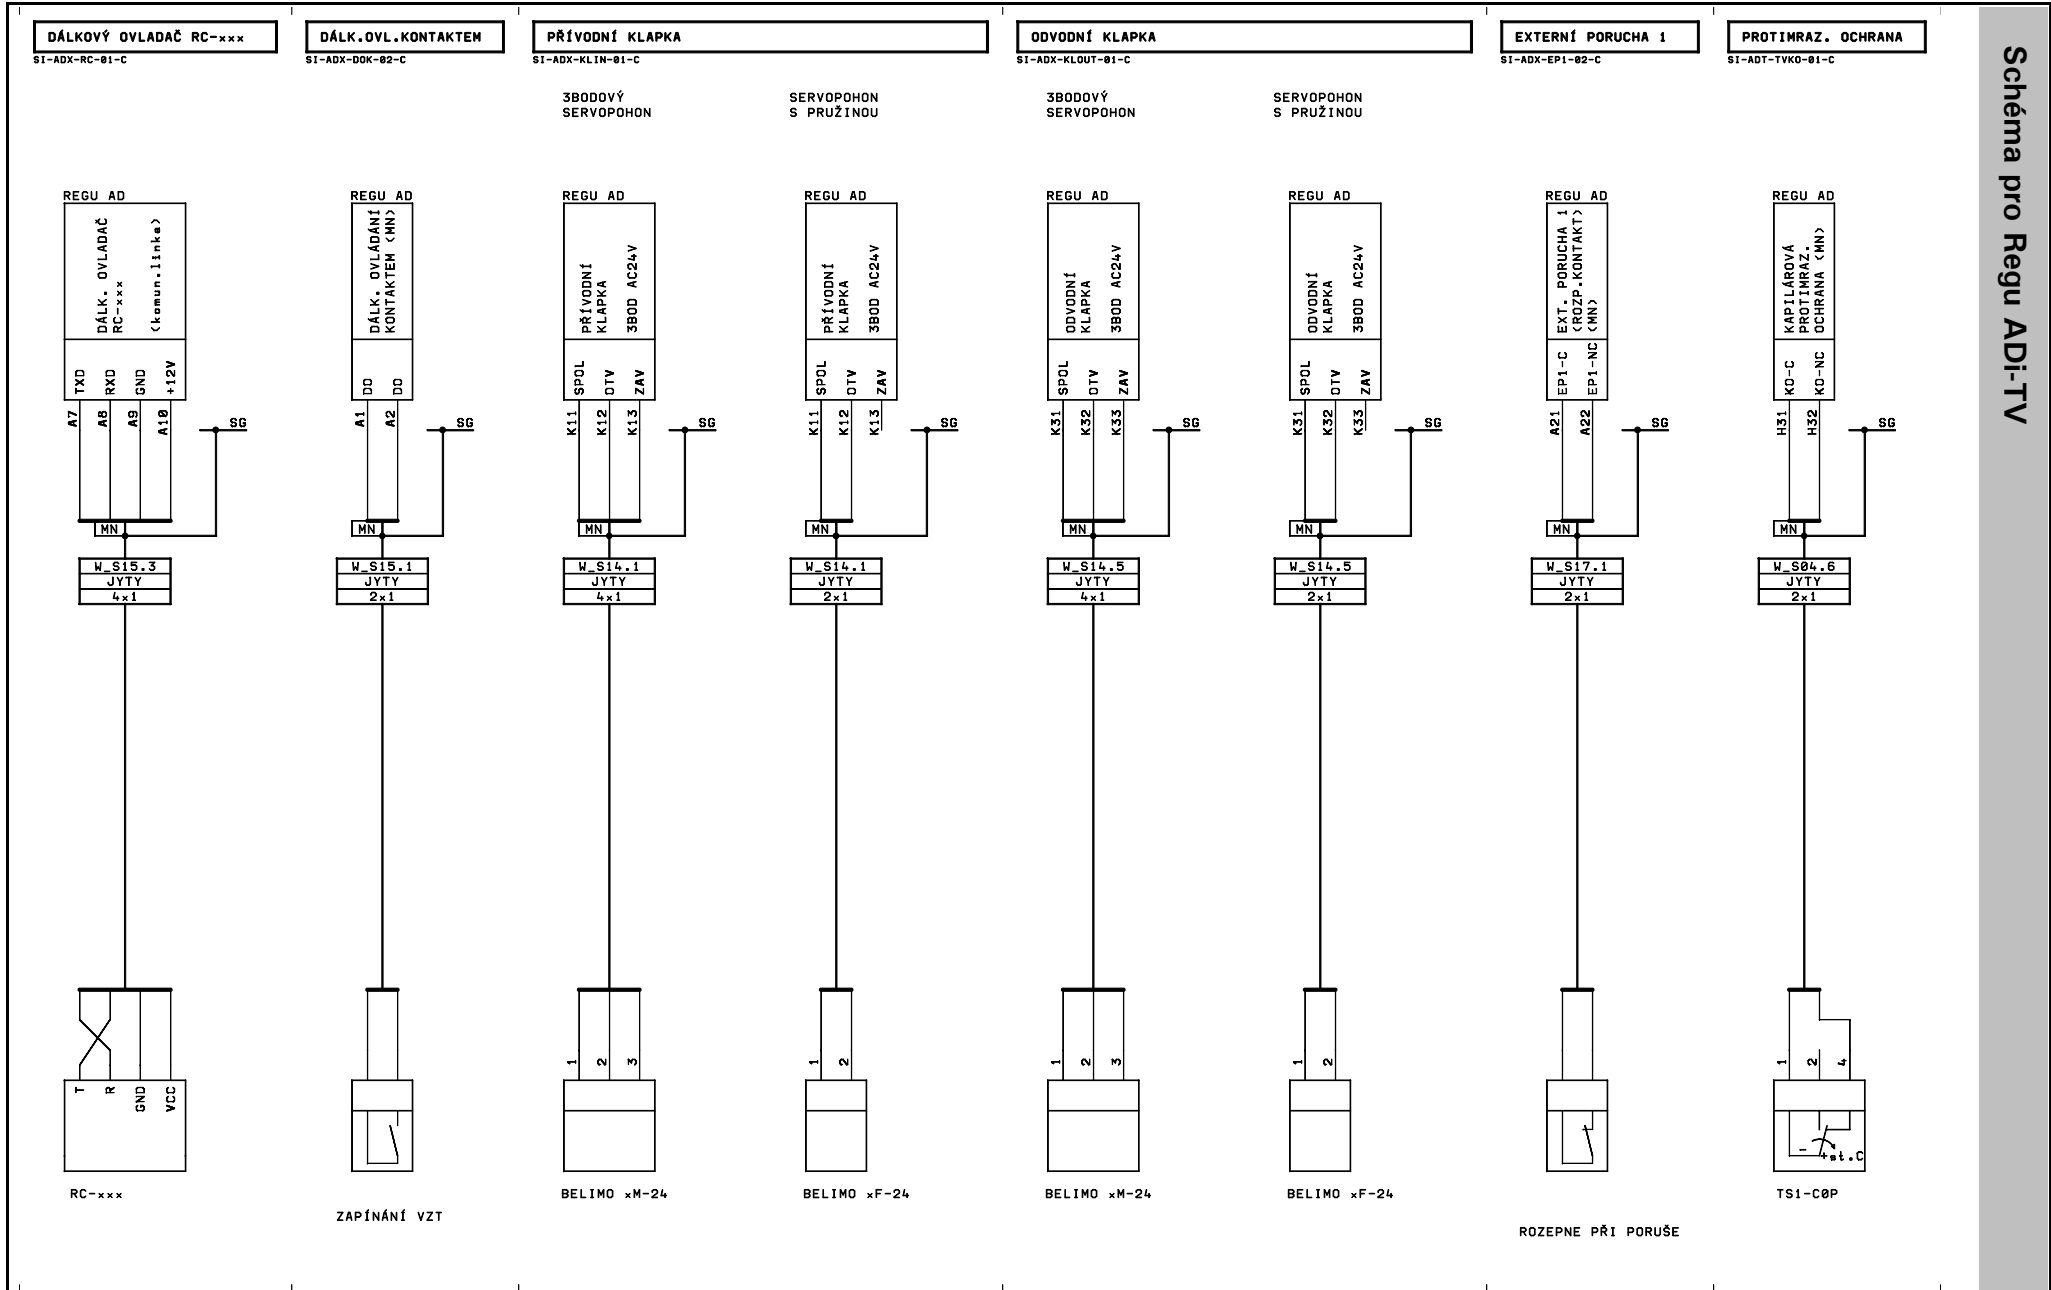 DÁLKOVÝ OVLADAČ RC-xxx
SI-ADX-RC-01-C
REGU AD
DÁLK. OVLADAČ
RC-xxx
(komun.linka)
TXD
RXD
GND
+12V
A7
A8
A9
A10
SG
MN
W_S15.3
JYTY
4x1
T
R
GND
VCC
RC-xxx
DÁLK.OVL.KONTAKTEM
SI-ADX-DOK-02-C
REGU AD
DÁLK. OVLÁDÁNÍ
KONTAKTEM (MN)
DO
DO
A1
A2
SG
MN
W_S15.1
JYTY
2x1
ZAPÍNÁNÍ VZT
PŘÍVODNÍ KLAPKA
SI-ADX-KLIN-01-C
3BODOVÝ
SERVOPOHON
REGU AD
PŘÍVODNÍ
KLAPKA
3BOD AC24V
SPOL
OTV
ZAV
K11
K12
K13
SG
MN
W_S14.1
JYTY
4x1
1
2
3
BELIMO xM-24
SERVOPOHON
S PRUŽINOU
REGU AD
PŘÍVODNÍ
KLAPKA
3BOD AC24V
SPOL
OTV
ZAV
K11
K12
K13
SG
MN
W_S14.1
JYTY
2x1
1
2
BELIMO xF-24
ODVODNÍ KLAPKA
SI-ADX-KLOUT-01-C
3BODOVÝ
SERVOPOHON
REGU AD
ODVODNÍ
KLAPKA
3BOD AC24V
SPOL
OTV
ZAV
K31
K32
K33
SG
MN
W_S14.5
JYTY
4x1
1
2
3
BELIMO xM-24
SERVOPOHON
S PRUŽINOU
REGU AD
ODVODNÍ
KLAPKA
3BOD AC24V
SPOL
OTV
ZAV
K31
K32
K33
SG
MN
W_S14.5
JYTY
2x1
1
2
BELIMO xF-24
EXTERNÍ PORUCHA 1
SI-ADX-EP1-02-C
REGU AD
EXT. PORUCHA 1
(ROZP.KONTAKT)
(MN)
EP1-C
EP1-NC
A21
A22
SG
MN
W_S17.1
JYTY
2x1
ROZEPNE PŘI PORUŠE
PROTIMRAZ. OCHRANA
SI-ADT-TVKO-01-C
REGU AD
KAPILÁROVÁ
PROTIMRAZ.
OCHRANA (MN)
KO-C
KO-NC
H31
H32
SG
MN
W_S04.6
JYTY
2x1
1
2
4
-
+st.C
TS1-C0P
Schéma pro Regu ADi-TV